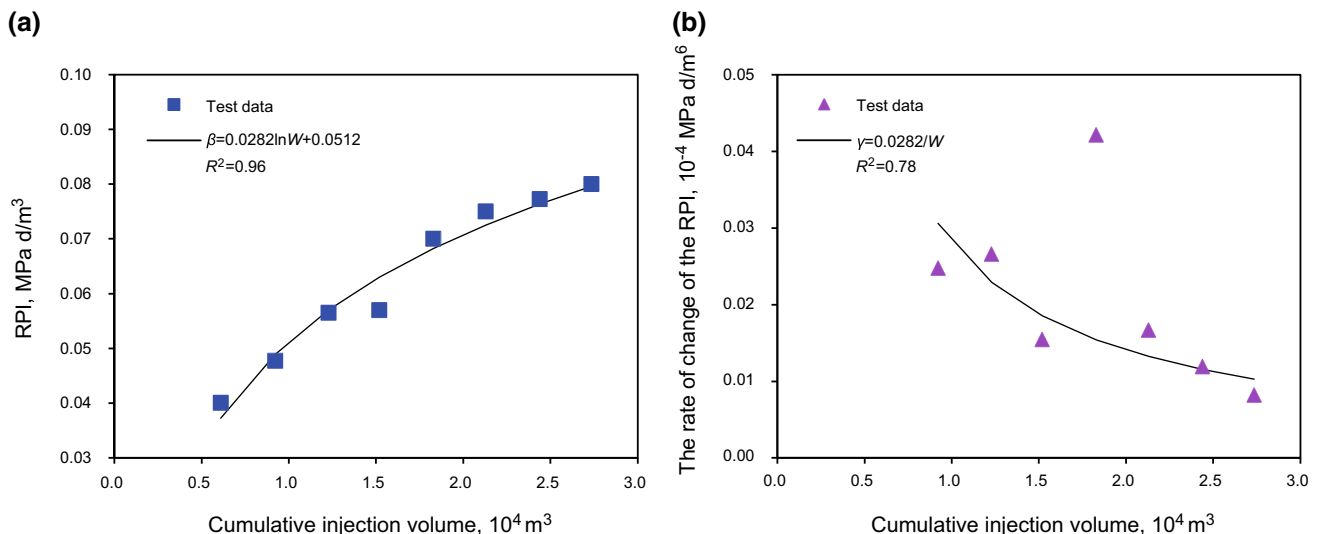 (a)
RPI, MPa d/m³
0.10
0.09
0.08
0.07
0.06
0.05
0.04
0.03
Test data
β=0.0282lnW+0.0512
R²=0.96
0.0 0.5 1.0 1.5 2.0 2.5 3.0
Cumulative injection volume, 10⁴ m³
(b)
The rate of change of the RPI, 10⁻⁴ MPa d/m⁶
0.05
0.04
0.03
0.02
0.01
0.00
Test data
γ=0.0282/W
R²=0.78
0.0 0.5 1.0 1.5 2.0 2.5 3.0
Cumulative injection volume, 10⁴ m³